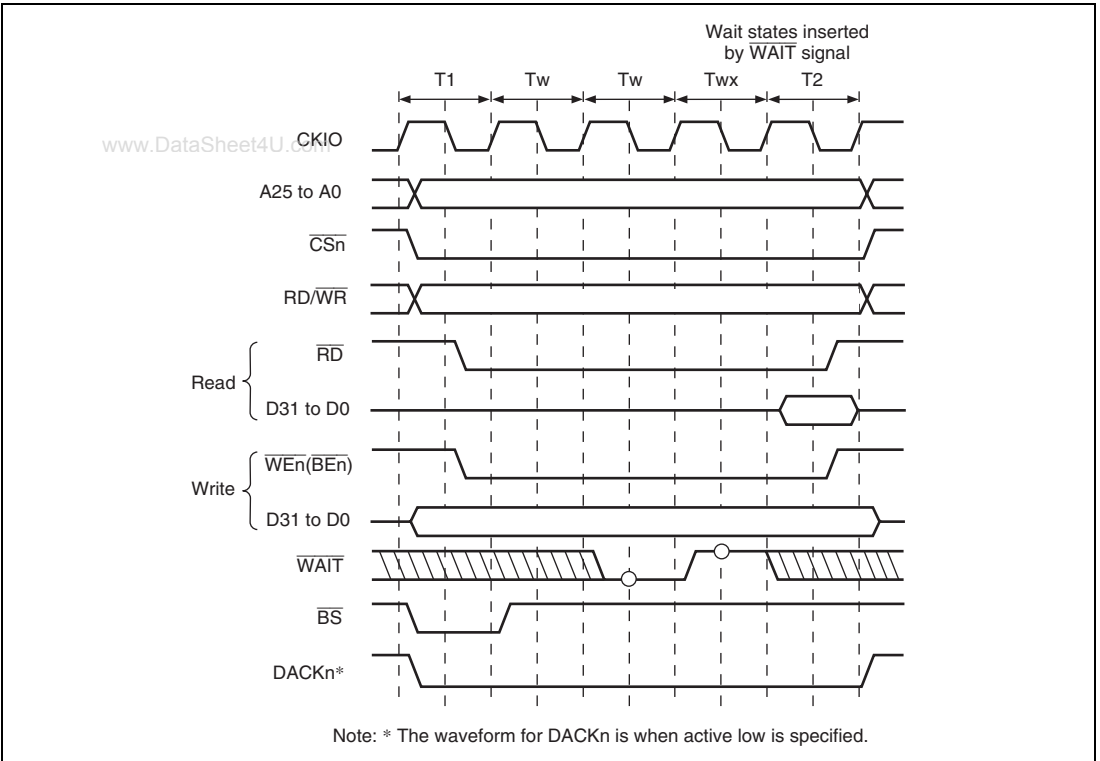 Wait states inserted
by WAIT signal
T1 Tw Tw Twx T2
www.DataSheet4U.com
CKIO
A25 to A0
CSn
RD/WR
Read
RD
D31 to D0
Write
WEn(BEn)
D31 to D0
WAIT
BS
DACKn*
Note: * The waveform for DACKn is when active low is specified.